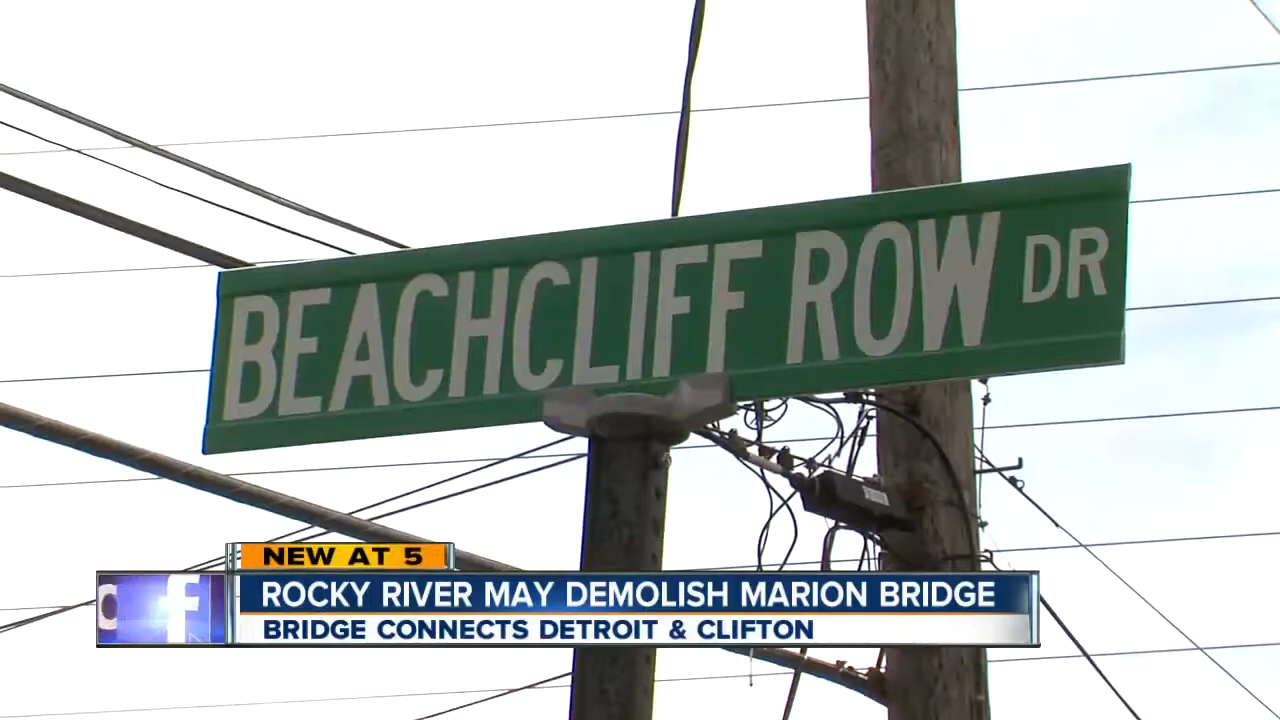 BEACHCLIFF ROW DR
NEW AT 5
ROCKY RIVER MAY DEMOLISH MARION BRIDGE
BRIDGE CONNECTS DETROIT & CLIFTON